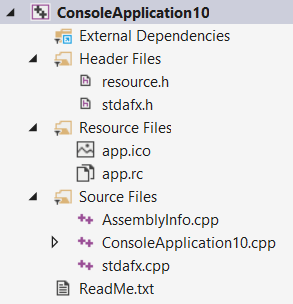 ConsoleApplication10
External Dependencies
Header Files
resource.h
stdafx.h
Resource Files
app.ico
app.rc
Source Files
AssemblyInfo.cpp
ConsoleApplication10.cpp
stdafx.cpp
ReadMe.txt